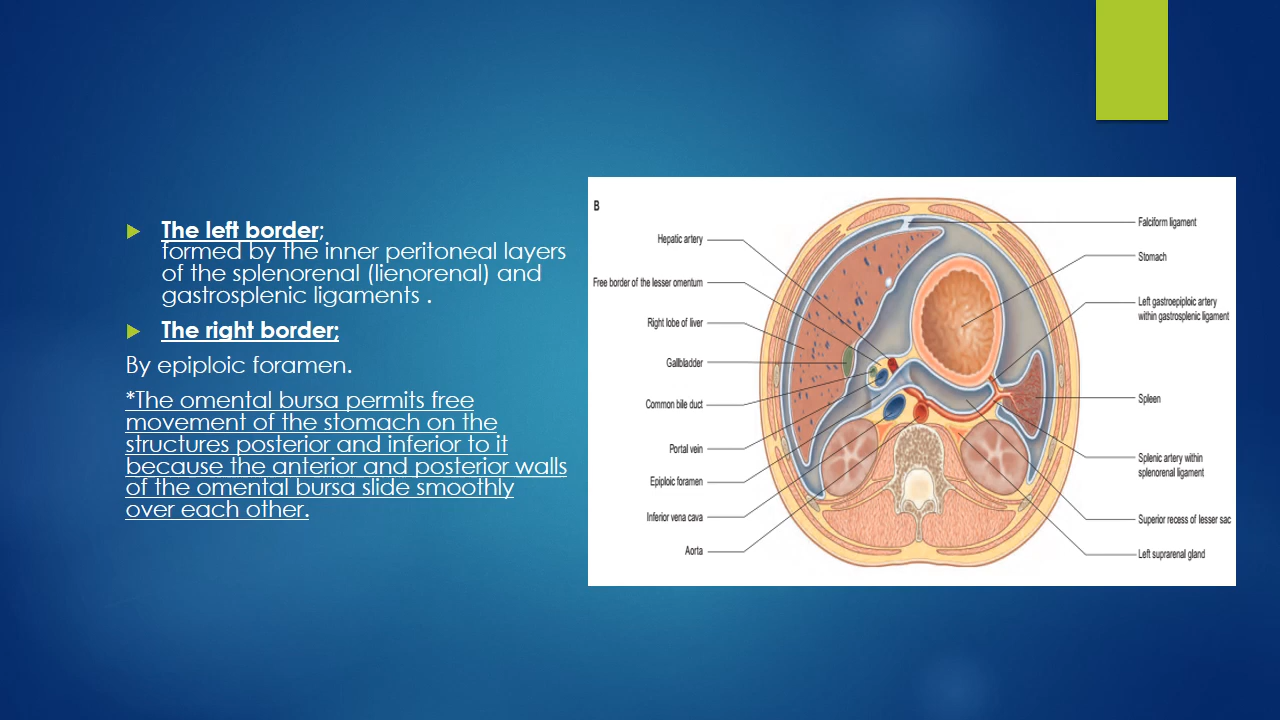 The left border;
formed by the inner peritoneal layers
of the splenorenal (lienorenal) and
gastrosplenic ligaments .
The right border;
By epiploic foramen.
*The omental bursa permits free
movement of the stomach on the
structures posterior and inferior to it
because the anterior and posterior walls
of the omental bursa slide smoothly
over each other.
B
Hepatic artery
Free border of the lesser omentum
Right lobe of liver
Gallbladder
Common bile duct
Portal vein
Epiploic foramen
Inferior vena cava
Aorta
Falciform ligament
Stomach
Left gastroepiploic artery
within gastrosplenic ligament
Spleen
Splenic artery within
splenorenal ligament
Superior recess of lesser sac
Left suprarenal gland